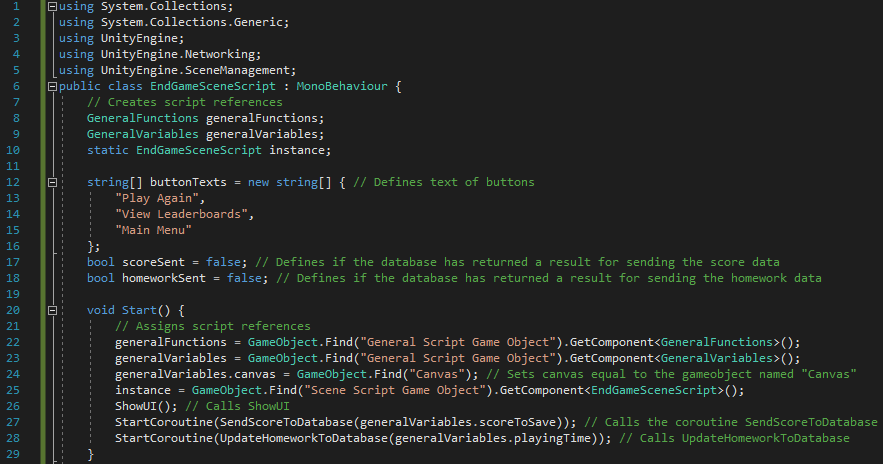 1 using System.Collections;
2 using System.Collections.Generic;
3 using UnityEngine;
4 using UnityEngine.Networking;
5 using UnityEngine.SceneManagement;
6 public class EndGameSceneScript : MonoBehaviour {
7 // Creates script references
8 GeneralFunctions generalFunctions;
9 GeneralVariables generalVariables;
10 static EndGameSceneScript instance;
11
12 string[] buttonTexts = new string[] { // Defines text of buttons
13 "Play Again",
14 "View Leaderboards",
15 "Main Menu"
16 };
17 bool scoreSent = false; // Defines if the database has returned a result for sending the score data
18 bool homeworkSent = false; // Defines if the database has returned a result for sending the homework data
19
20 void Start() {
21 // Assigns script references
22 generalFunctions = GameObject.Find("General Script Game Object").GetComponent<GeneralFunctions>();
23 generalVariables = GameObject.Find("General Script Game Object").GetComponent<GeneralVariables>();
24 generalVariables.canvas = GameObject.Find("Canvas"); // Sets canvas equal to the gameobject named "Canvas"
25 instance = GameObject.Find("Scene Script Game Object").GetComponent<EndGameSceneScript>();
26 ShowUI(); // Calls ShowUI
27 StartCoroutine(SendScoreToDatabase(generalVariables.scoreToSave)); // Calls the coroutine SendScoreToDatabase
28 StartCoroutine(UpdateHomeworkToDatabase(generalVariables.playingTime)); // Calls UpdateHomeworkToDatabase
29 }